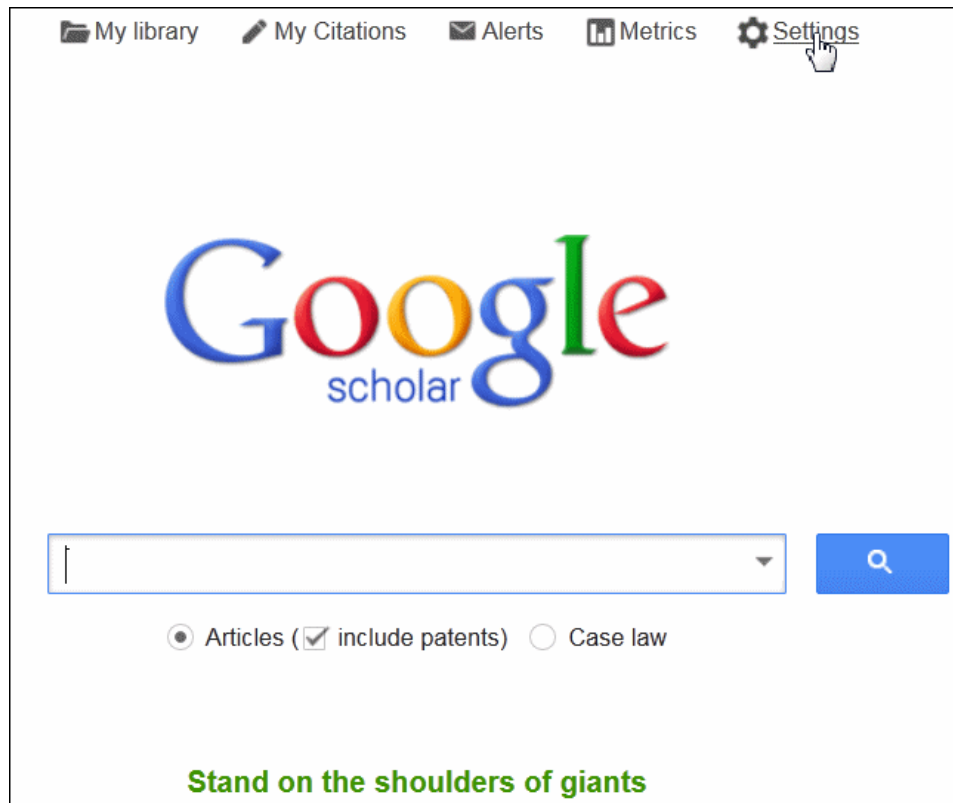 My library My Citations Alerts Metrics Settings
Google
scholar
Articles ( include patents) Case law
Stand on the shoulders of giants